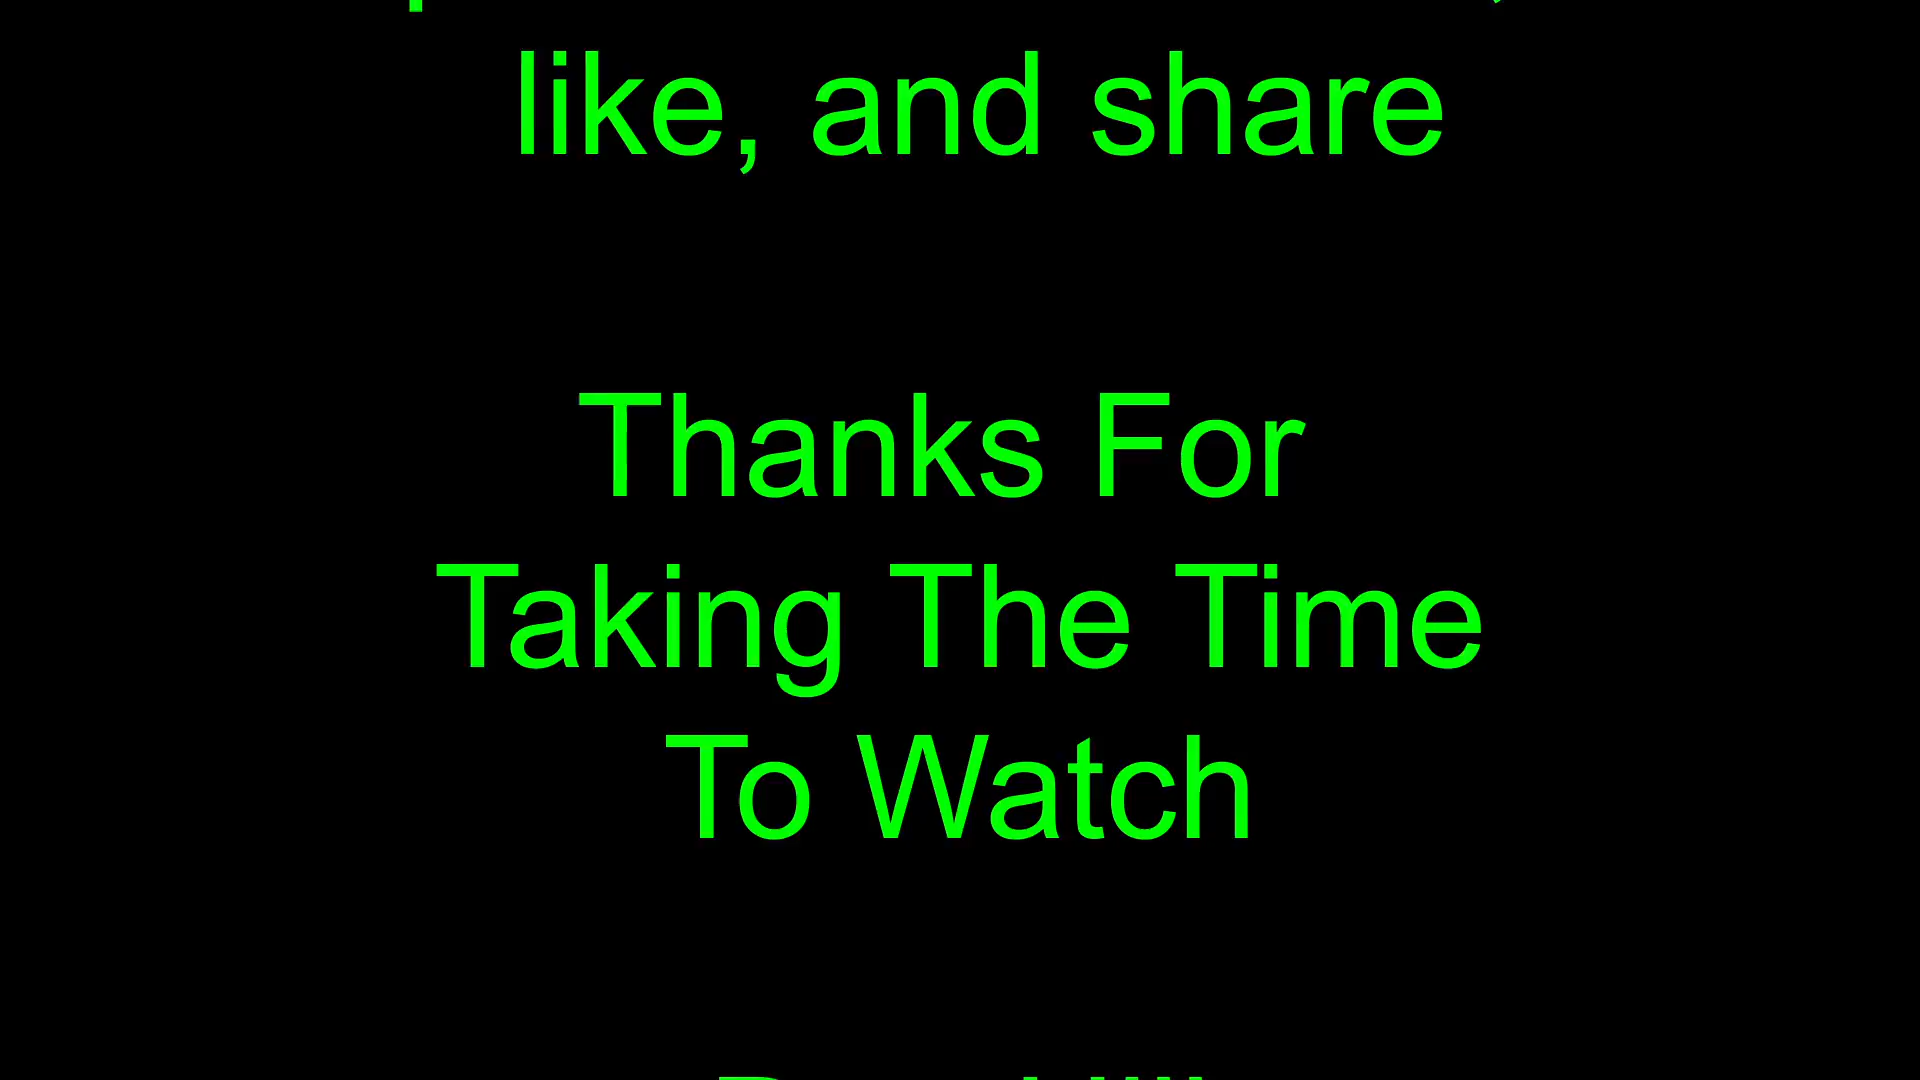 like, and share
Thanks For
Taking The Time
To Watch